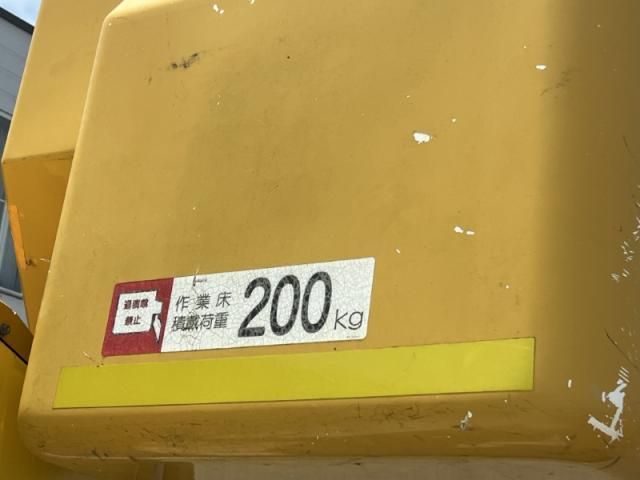 過積載
禁止
作業床
積載荷重
200kg